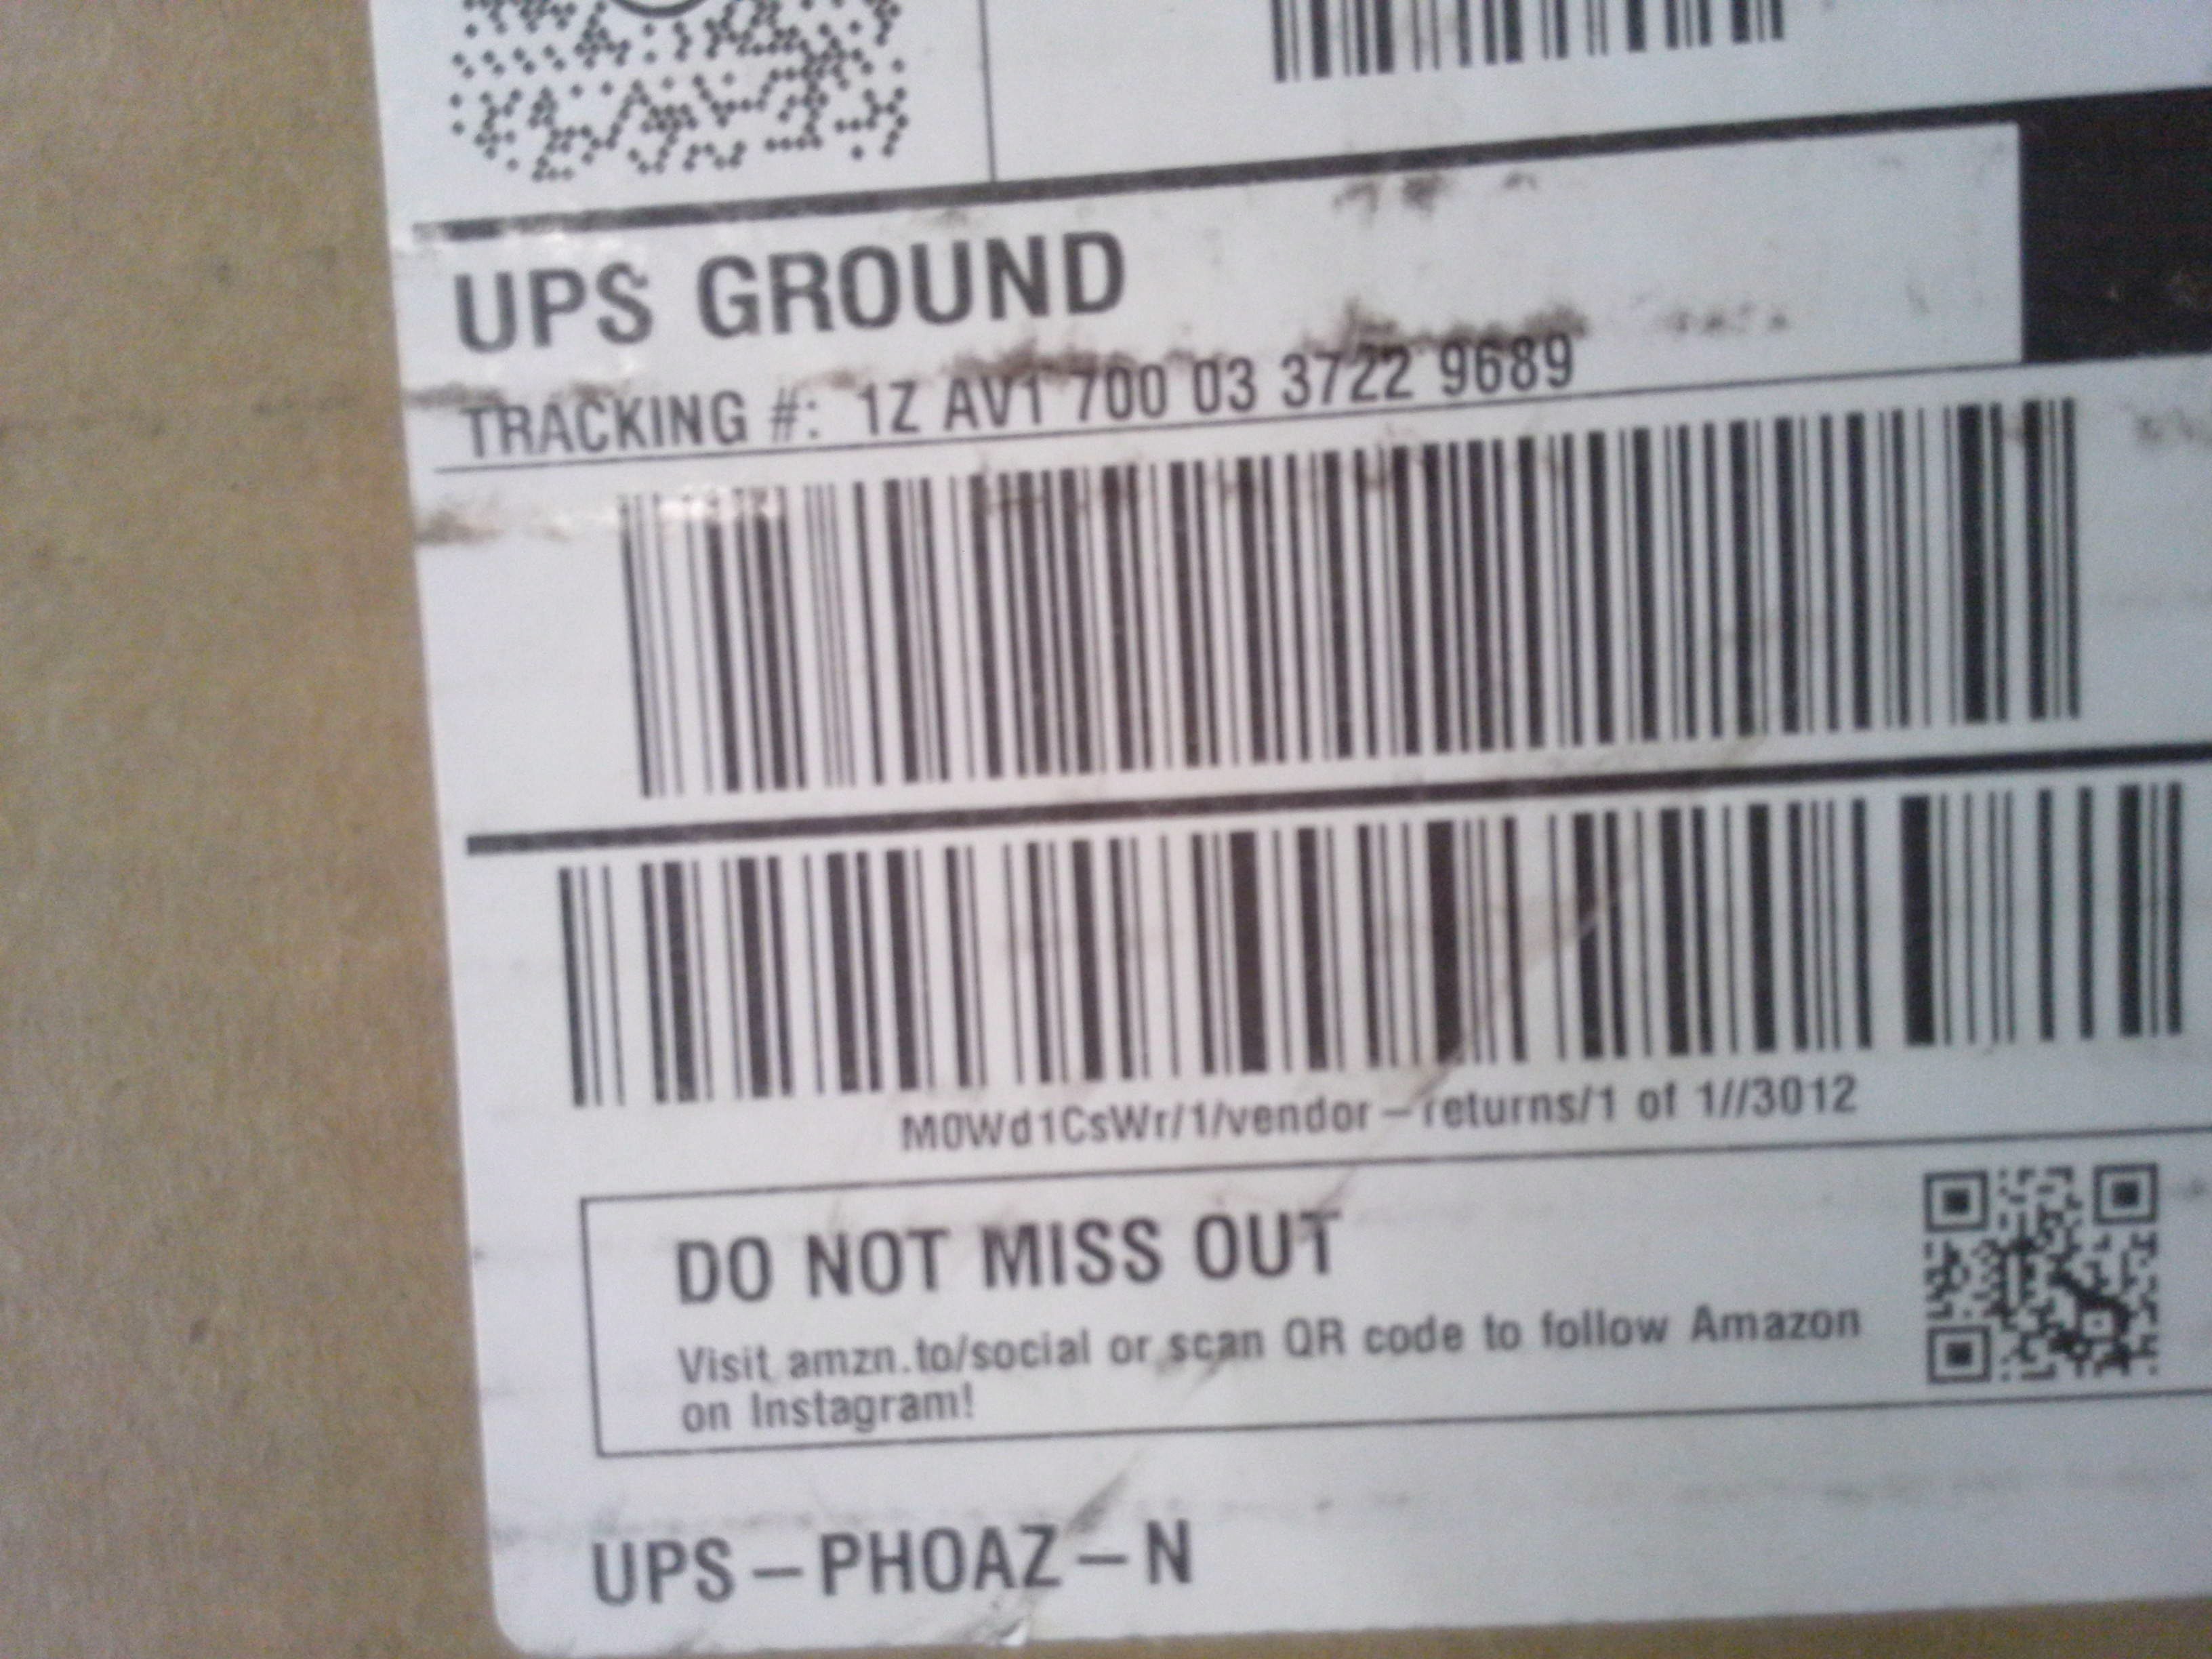 UPS GROUND
TRACKING #: 1Z AV1 700 03 3722 9689
M0Wd1CsWr/1/vendor-returns/1 of 1//3012
DO NOT MISS OUT
Visit amzn.to/social or scan QR code to follow Amazon
on Instagram!
UPS-PHOAZ-N